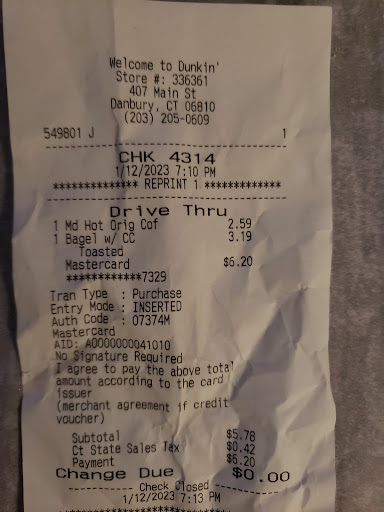 Welcome to Dunkin'
Store #: 336361
407 Main St
Danbury, CT 06810
(203) 205-0609
549801 J 1
CHK 4314
1/12/2023 7:10 PM
************** REPRINT 1 *************
Drive Thru
1 Md Hot Orig Cof 2.59
1 Bagel w/ CC 3.19
Toasted
Mastercard $6.20
************7329
Tran Type : Purchase
Entry Mode : INSERTED
Auth Code : 07374M
Mastercard
AID: A0000000041010
No Signature Required
I agree to pay the above total
amount according to the card
issuer
(merchant agreement if credit
voucher)
Subtotal $5.78
Ct State Sales Tax $0.42
Payment $6.20
Change Due $0.00
---------- Check Closed ----------
1/12/2023 7:13 PM